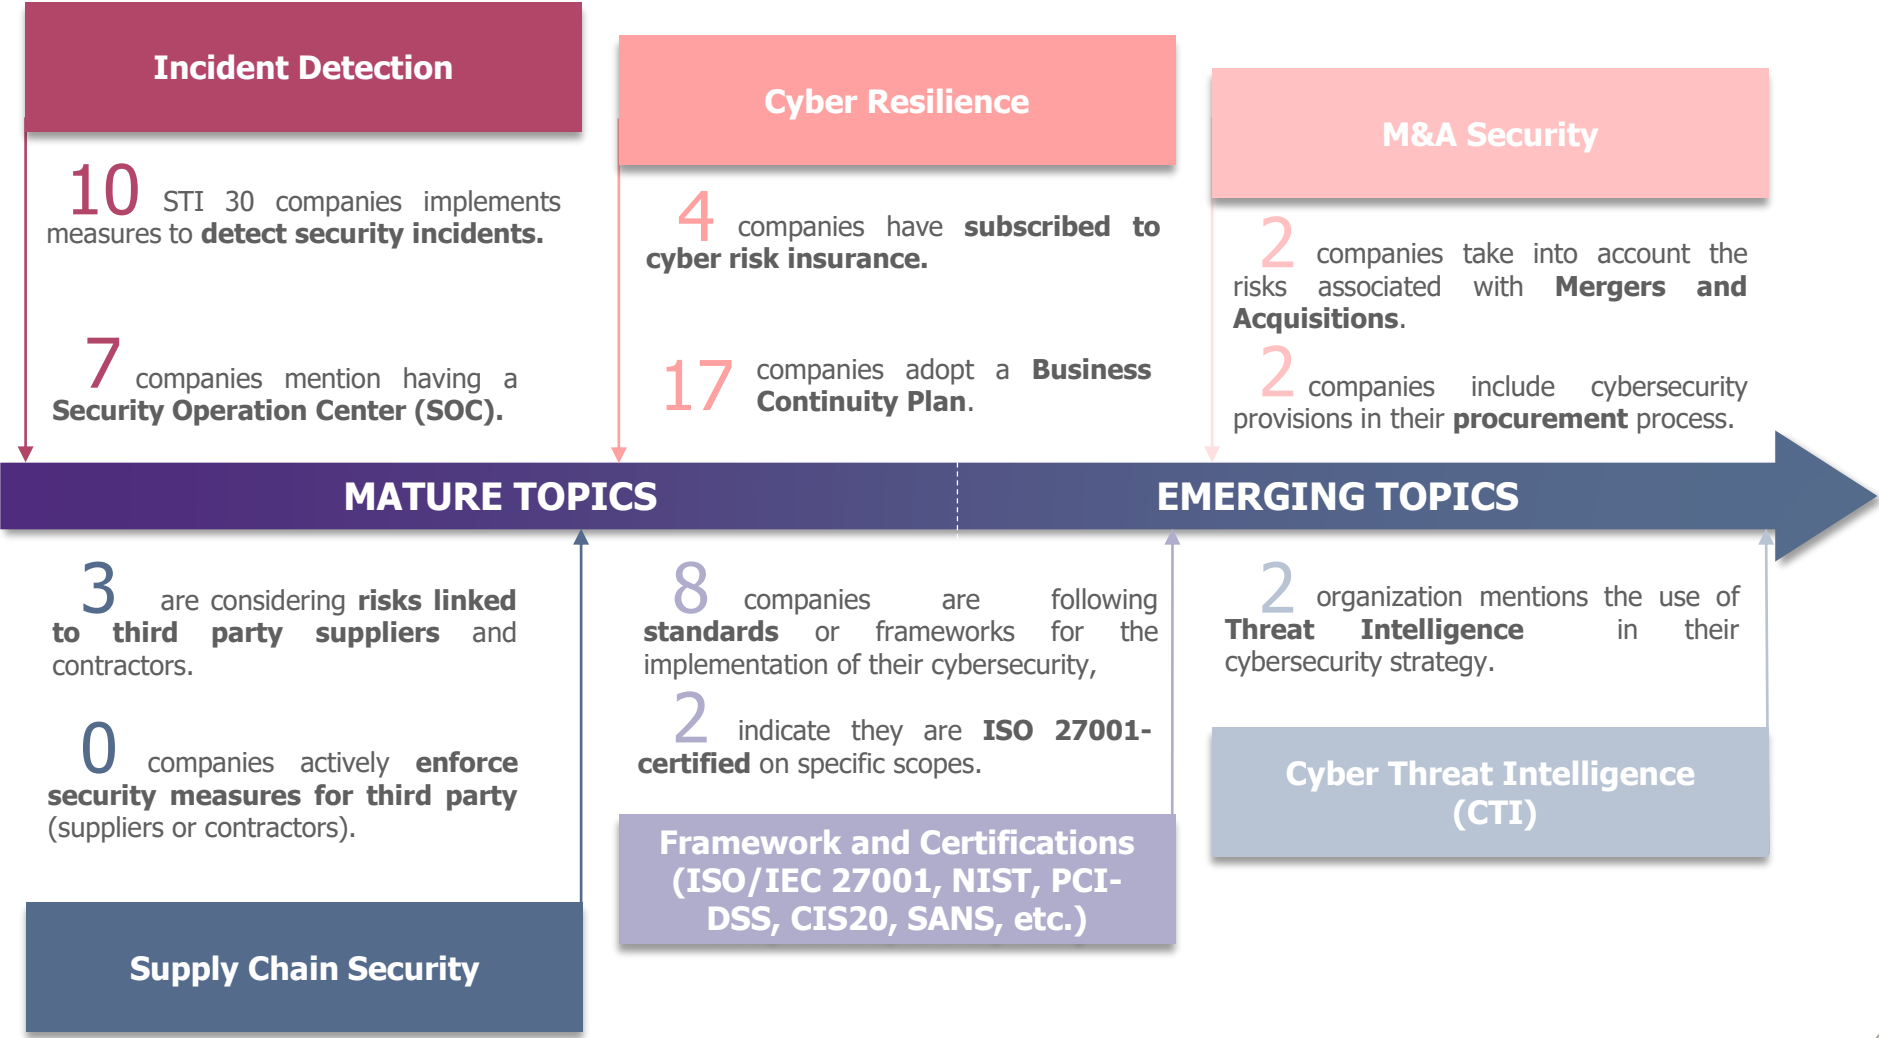 Incident Detection
10 STI 30 companies implements
measures to detect security incidents.
7 companies mention having a
Security Operation Center (SOC).
Cyber Resilience
4 companies have subscribed to
cyber risk insurance.
17 companies adopt a Business
Continuity Plan.
M&A Security
2 companies take into account the
risks associated with Mergers and
Acquisitions.
2 companies include cybersecurity
provisions in their procurement process.
MATURE TOPICS
EMERGING TOPICS
3 are considering risks linked
to third party suppliers and
contractors.
0 companies actively enforce
security measures for third party
(suppliers or contractors).
Supply Chain Security
8 companies are following
standards or frameworks for the
implementation of their cybersecurity,
2 indicate they are ISO 27001-
certified on specific scopes.
Framework and Certifications
(ISO/IEC 27001, NIST, PCI-
DSS, CIS20, SANS, etc.)
2 organization mentions the use of
Threat Intelligence in their
cybersecurity strategy.
Cyber Threat Intelligence
(CTI)